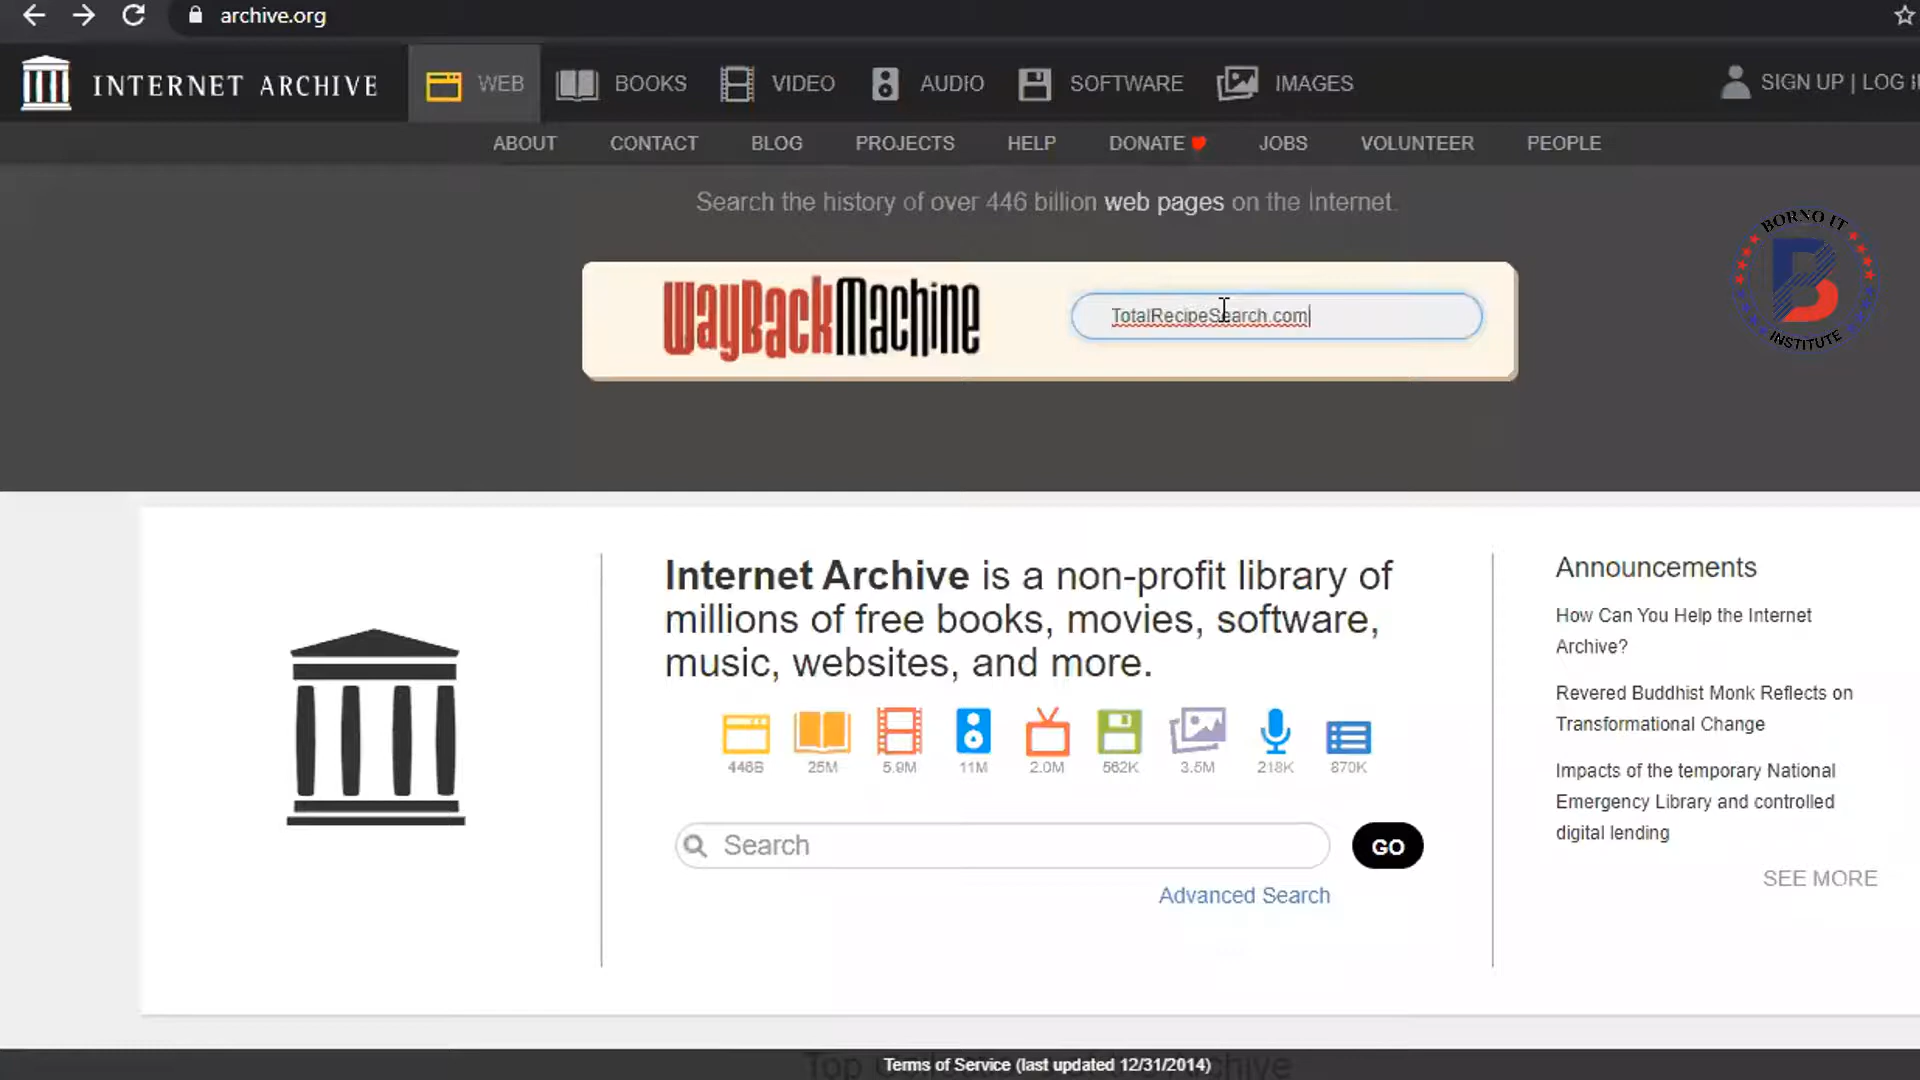 archive.org
INTERNET ARCHIVE
WEB
BOOKS
VIDEO
AUDIO
SOFTWARE
IMAGES
SIGN UP | LOG I
ABOUT
CONTACT
BLOG
PROJECTS
HELP
DONATE
JOBS
VOLUNTEER
PEOPLE
Search the history of over 446 billion web pages on the Internet.
BORNO IT
B
INSTITUTE
WayBackMachine
TotalRecipeSearch.com
Internet Archive is a non-profit library of
millions of free books, movies, software,
music, websites, and more.
446B
25M
5.9M
11M
2.0M
562K
3.5M
218K
870K
Search
GO
Advanced Search
Announcements
How Can You Help the Internet
Archive?
Revered Buddhist Monk Reflects on
Transformational Change
Impacts of the temporary National
Emergency Library and controlled
digital lending
SEE MORE
Terms of Service (last updated 12/31/2014)